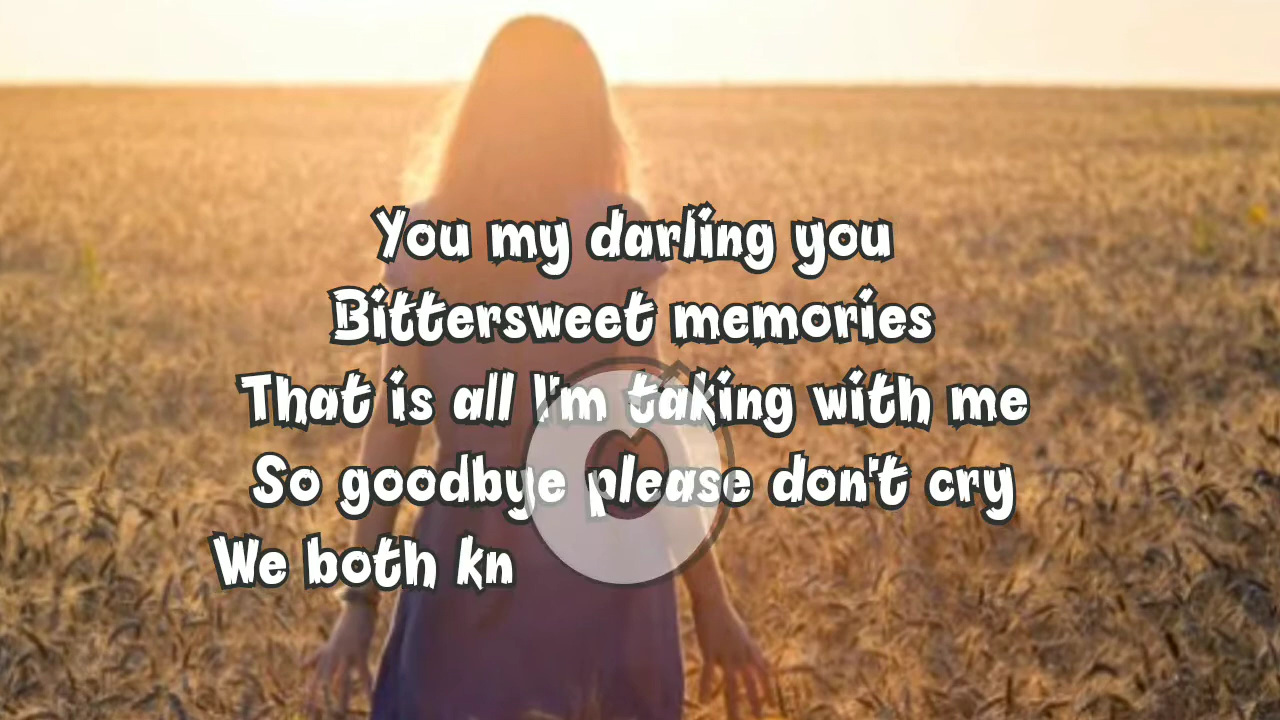 You my darling you
Bittersweet memories
That is all I'm taking with me
So goodbye please don't cry
We both kn